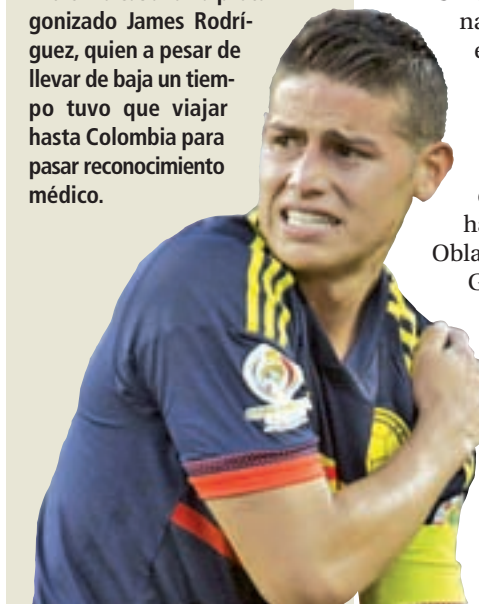 gonizado James Rodrí-
guez, quien a pesar de
llevar de baja un tiem-
po tuvo que viajar
hasta Colombia para
pasar reconocimiento
médico.
na
e
ha
Obla
G